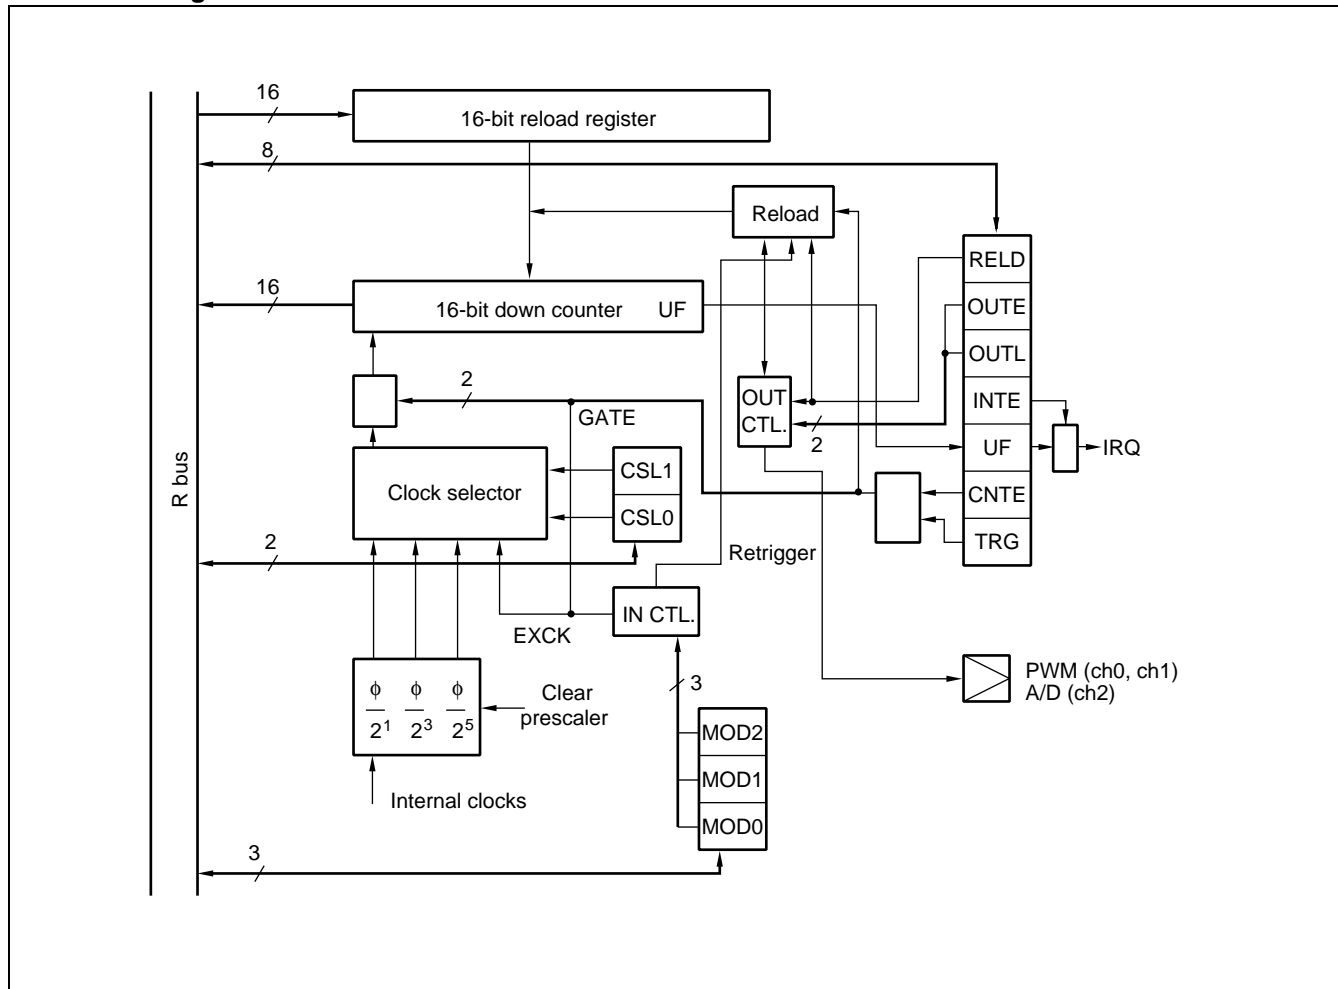 16
16-bit reload register
8
Reload
RELD
16
16-bit down counter UF
OUTE
OUTL
2
OUT
CTL.
INTE
GATE
2
UF
IRQ
R bus
Clock selector
CSL1
CSL0
CNTE
TRG
2
Retrigger
IN CTL.
EXCK
3
PWM (ch0, ch1)
A/D (ch2)
ϕ ϕ ϕ
2¹ 2³ 2⁵
Clear
prescaler
MOD2
MOD1
MOD0
Internal clocks
3